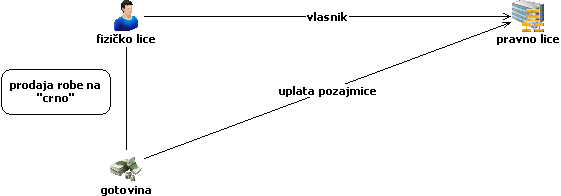 vlasnik
fizičko lice
pravno lice
prodaja robe na
"crno"
uplata pozajmice
gotovina